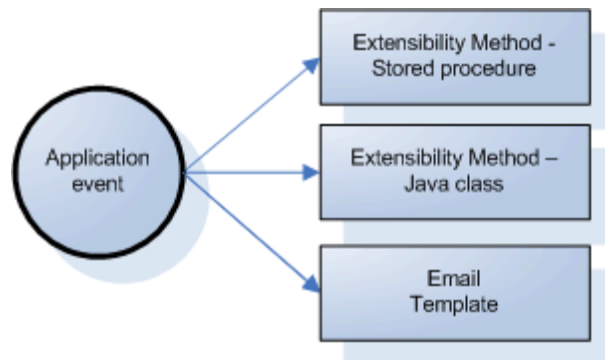 Application
event
Extensibility Method -
Stored procedure
Extensibility Method –
Java class
Email
Template